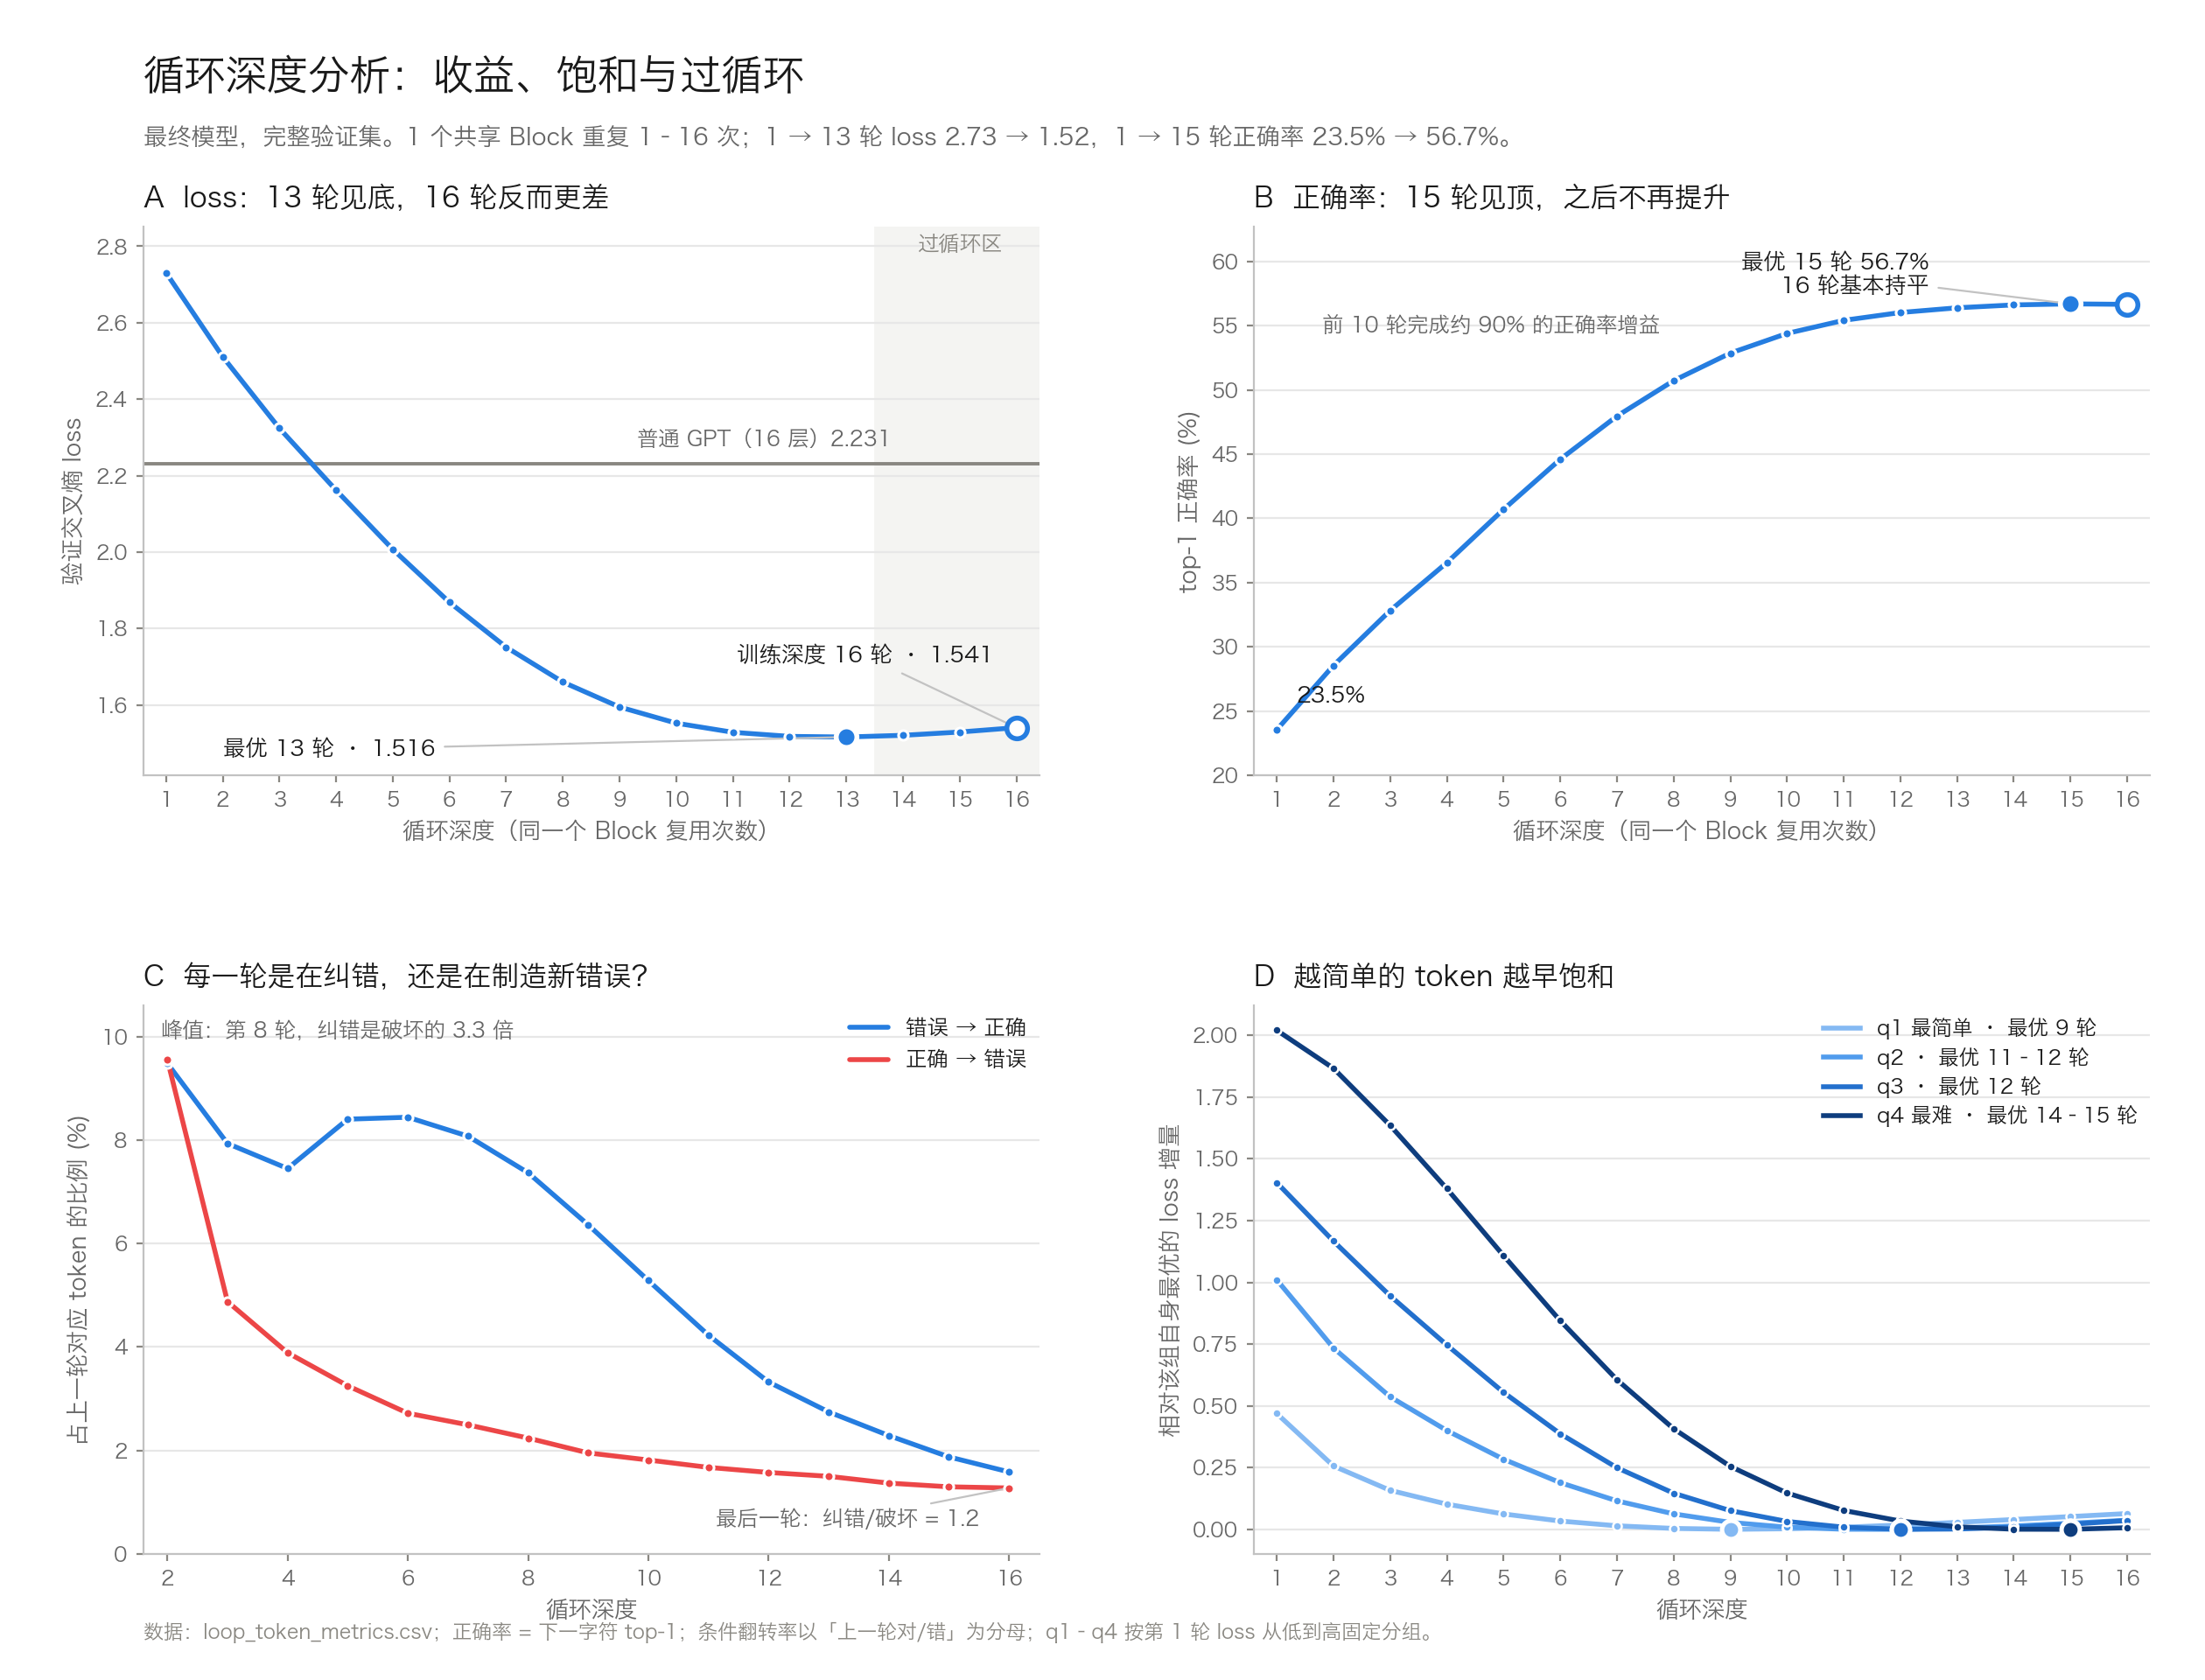 循环深度分析：收益、饱和与过循环
最终模型，完整验证集。1 个共享 Block 重复 1 - 16 次；1 → 13 轮 loss 2.73 → 1.52，1 → 15 轮正确率 23.5% → 56.7%。
A loss：13 轮见底，16 轮反而更差
过循环区
2.8
2.6
2.4
2.2
2.0
1.8
1.6
验证交叉熵 loss
普通 GPT（16 层）2.231
训练深度 16 轮 · 1.541
最优 13 轮 · 1.516
1 2 3 4 5 6 7 8 9 10 11 12 13 14 15 16
循环深度（同一个 Block 复用次数）
B 正确率：15 轮见顶，之后不再提升
60
55
50
45
40
35
30
25
20
top-1 正确率 (%)
最优 15 轮 56.7%
16 轮基本持平
前 10 轮完成约 90% 的正确率增益
23.5%
1 2 3 4 5 6 7 8 9 10 11 12 13 14 15 16
循环深度（同一个 Block 复用次数）
C 每一轮是在纠错，还是在制造新错误？
峰值：第 8 轮，纠错是破坏的 3.3 倍
错误 → 正确
正确 → 错误
10
8
6
4
2
0
占上一轮对应 token 的比例 (%)
最后一轮：纠错/破坏 = 1.2
2 4 6 8 10 12 14 16
循环深度
D 越简单的 token 越早饱和
q1 最简单 · 最优 9 轮
q2 · 最优 11 - 12 轮
q3 · 最优 12 轮
q4 最难 · 最优 14 - 15 轮
2.00
1.75
1.50
1.25
1.00
0.75
0.50
0.25
0.00
相对该组自身最优的 loss 增量
1 2 3 4 5 6 7 8 9 10 11 12 13 14 15 16
循环深度
数据：loop_token_metrics.csv；正确率 = 下一字符 top-1；条件翻转率以「上一轮对/错」为分母；q1 - q4 按第 1 轮 loss 从低到高固定分组。